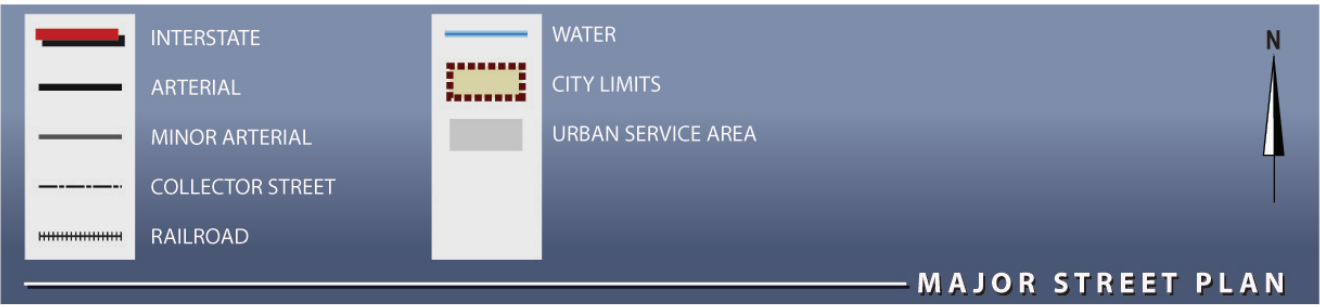 INTERSTATE
ARTERIAL
MINOR ARTERIAL
COLLECTOR STREET
RAILROAD
WATER
CITY LIMITS
URBAN SERVICE AREA
N
MAJOR STREET PLAN